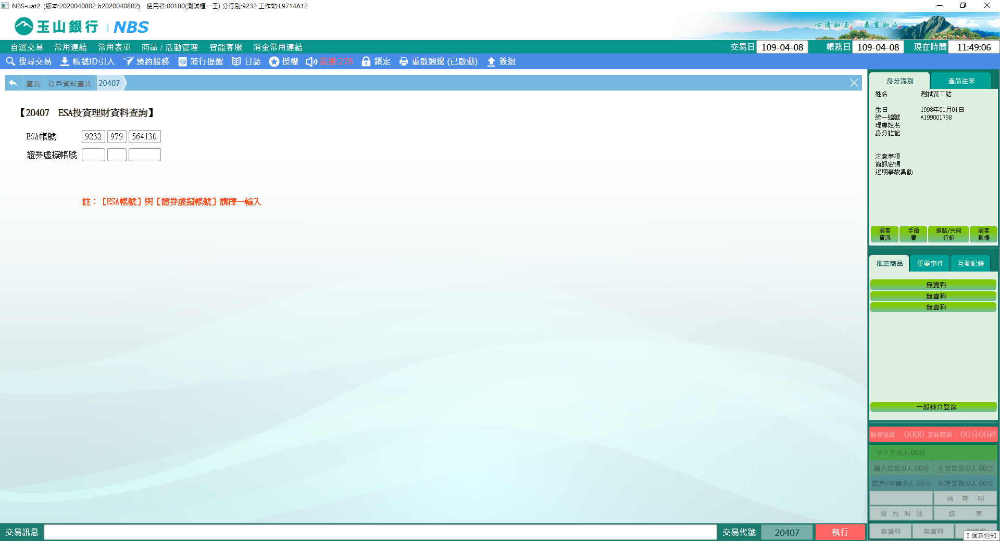 NBS-uat2 (版本:2020040802.b2020040802) 使用者:00180(測試櫃一王) 分行別:9232 工作站:L9714A12
玉山銀行 | NBS
心清如玉。義重如山。
自選交易 常用連結 常用表單 商品 / 活動管理 智能客服 消金常用連結 交易日 109-04-08 帳務日 109-04-08 現在時間 11:49:06
搜尋交易 帳號ID引入 預約服務 蒞行提醒 日誌 授權 廣播:278 鎖定 重啟週邊 (已啟動) 簽退
查詢 存戶資料查詢 20407
【20407 ESA投資理財資料查詢】
ESA帳號 9232 979 564130
證券虛擬帳號
註：【ESA帳號】與【證券虛擬帳號】請擇一輸入
身分識別 產品往來
姓名 測試黃二結
生日 1998年01月01日
統一編號 A199001798
理專姓名
身分註記
注意事項
簡訊密碼
近期事故異動
顧客資訊 手續費 通路/共同行銷 顧客影像
推薦商品 重要事件 互動記錄
無資料
無資料
無資料
一般轉介登錄
服務號碼： 0000 等候時間： 00分00秒
ＶＩＰ:0人 00分
個人交易:0人 00分 企業交易:0人 00分
開戶/申請:0人 00分 外匯業務:0人 00分
再 呼 叫
預 約 叫 號 結 束
無資料 無資料
5 個新通知
交易訊息 交易代號 20407 執行